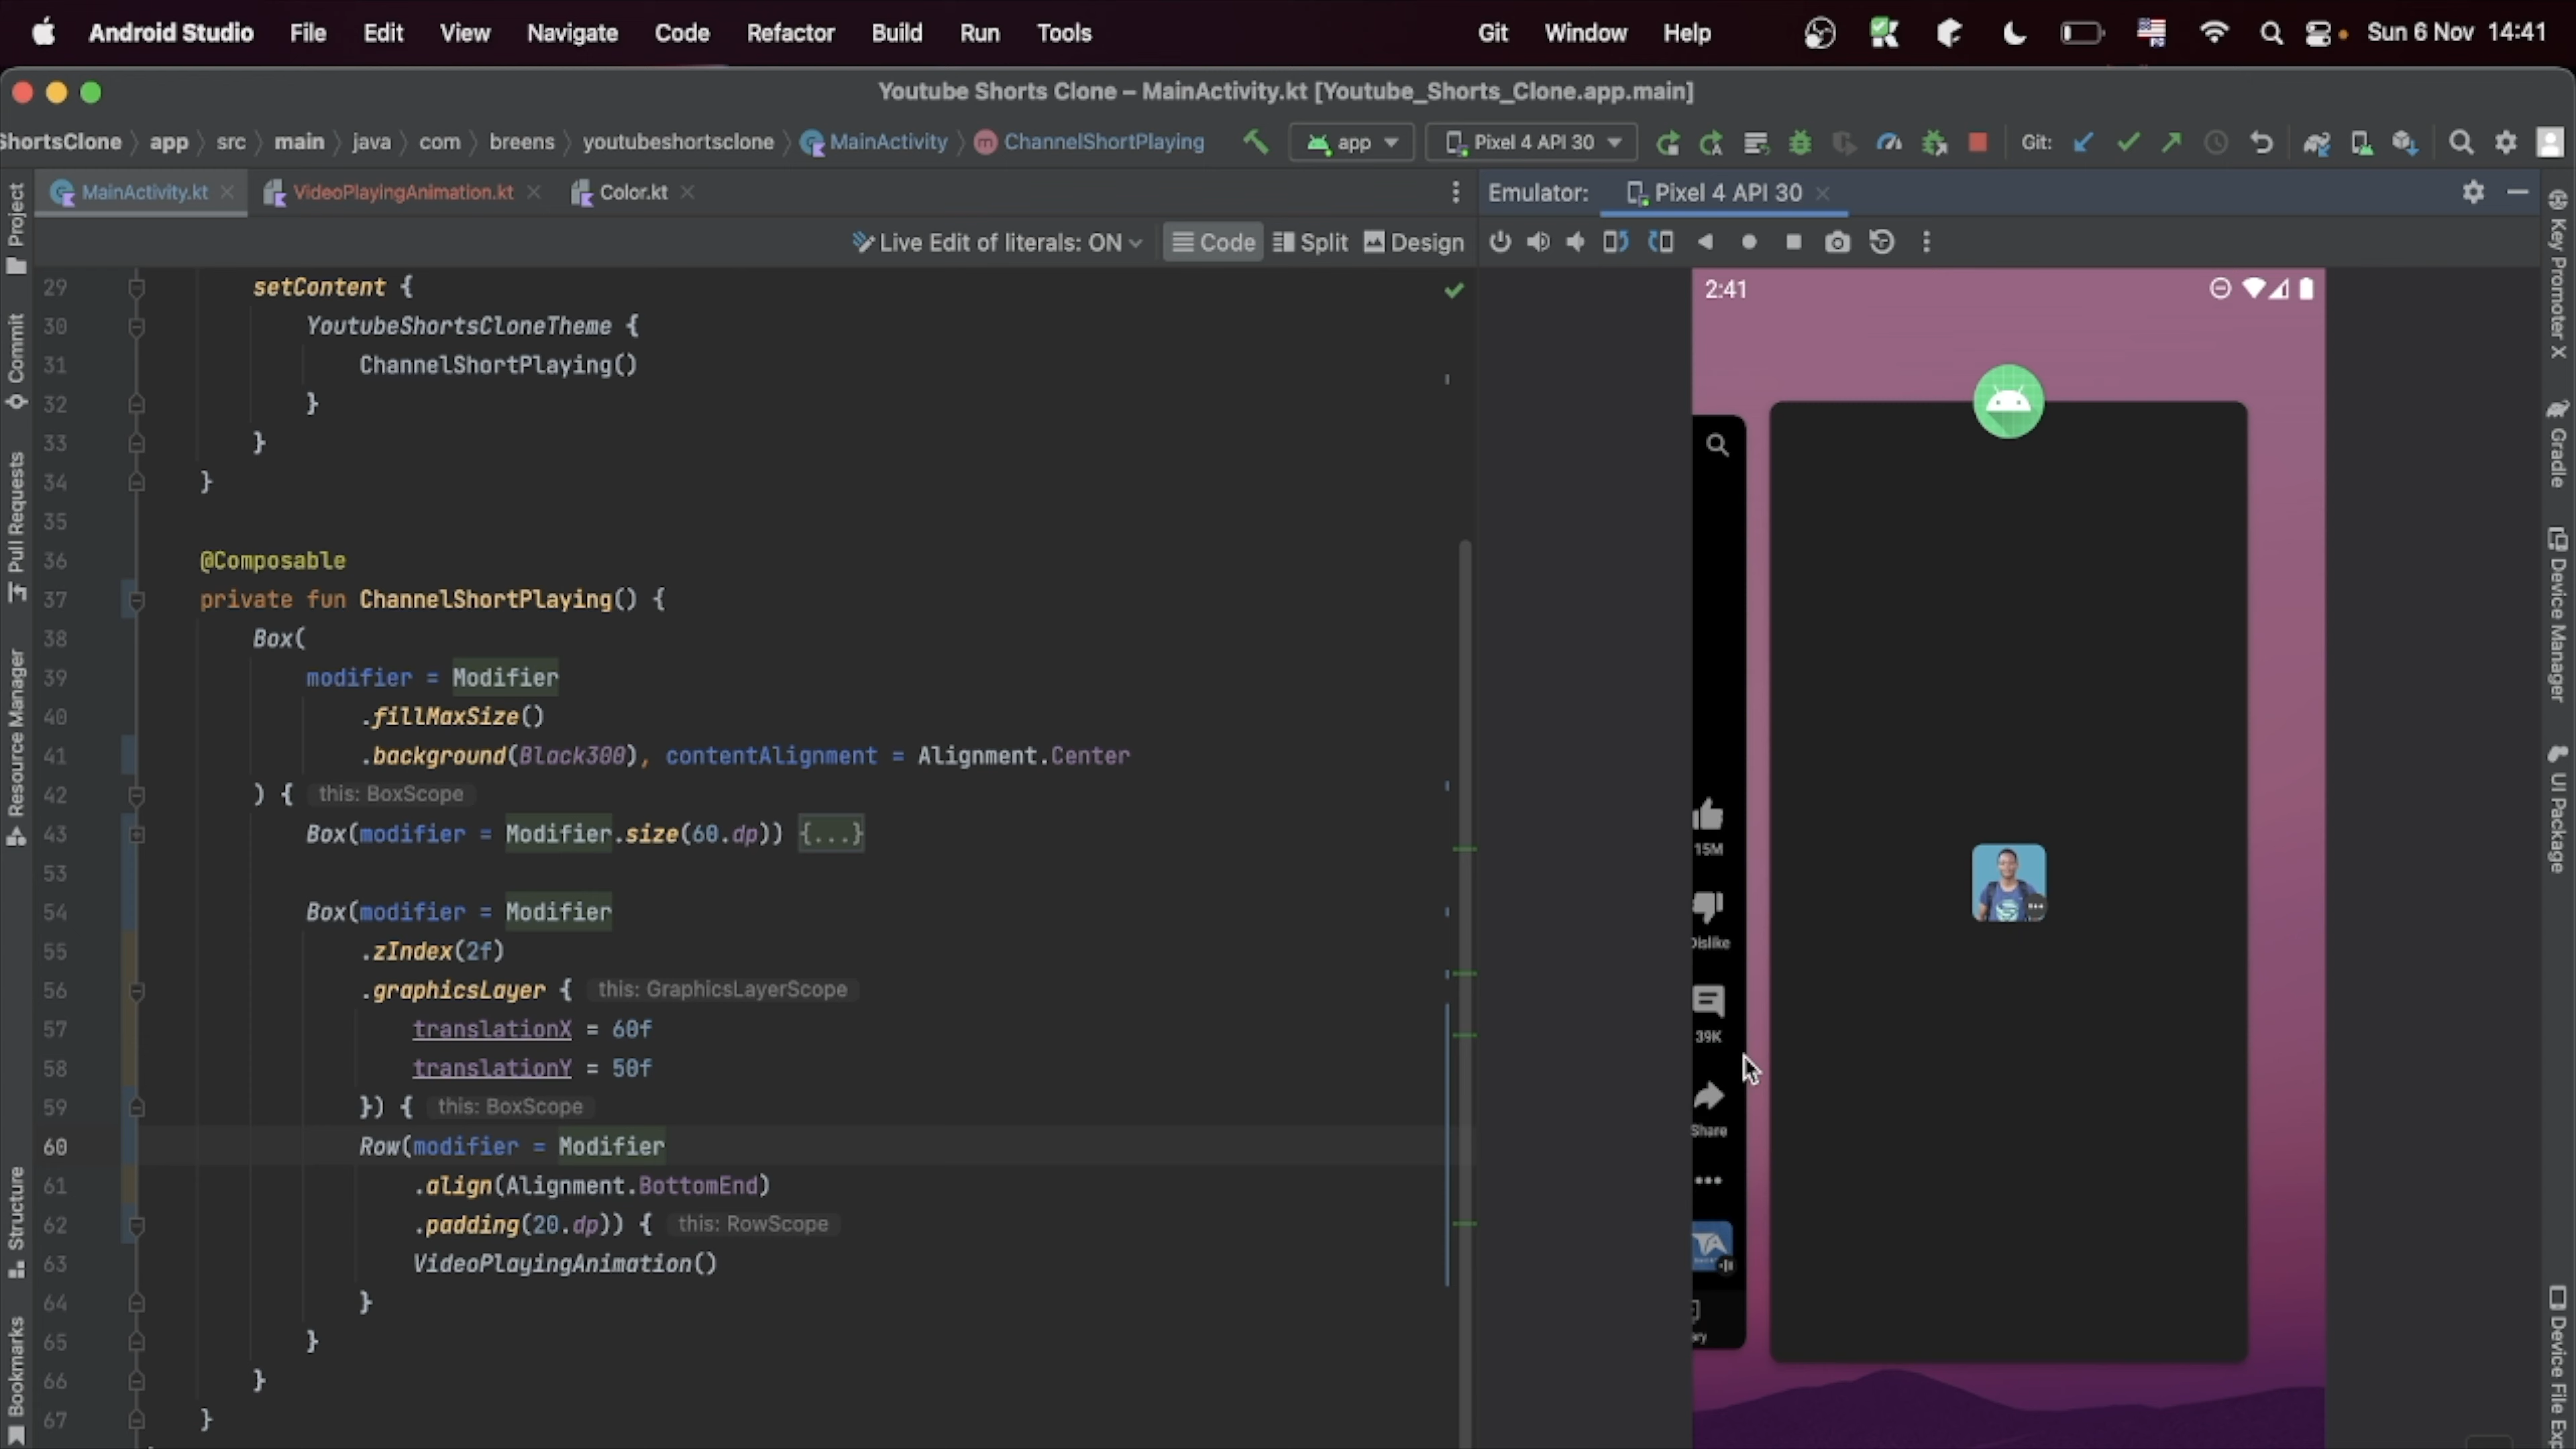 Android Studio File Edit View Navigate Code Refactor Build Run Tools Git Window Help Sun 6 Nov 14:41
Youtube Shorts Clone – MainActivity.kt [Youtube_Shorts_Clone.app.main]
ShortsClone app src main java com breens youtubeshortsclone MainActivity ChannelShortPlaying app Pixel 4 API 30 Git:
MainActivity.kt VideoPlayingAnimation.kt Color.kt Emulator: Pixel 4 API 30
Live Edit of literals: ON Code Split Design
Project
Commit
Pull Requests
Resource Manager
Structure
Bookmarks
29 setContent {
30 YoutubeShortsCloneTheme {
31 ChannelShortPlaying()
32 }
33 }
34 }
35
36 @Composable
37 private fun ChannelShortPlaying() {
38 Box(
39 modifier = Modifier
40 .fillMaxSize()
41 .background(Black300), contentAlignment = Alignment.Center
42 ) { this: BoxScope
43 Box(modifier = Modifier.size(60.dp)) {...}
53
54 Box(modifier = Modifier
55 .zIndex(2f)
56 .graphicsLayer { this: GraphicsLayerScope
57 translationX = 60f
58 translationY = 50f
59 }) { this: BoxScope
60 Row(modifier = Modifier
61 .align(Alignment.BottomEnd)
62 .padding(20.dp)) { this: RowScope
63 VideoPlayingAnimation()
64 }
65 }
66 }
67 }
2:41
15M
Dislike
39K
Share
Key Promoter X
Gradle
Device Manager
UI Package
Device File Exp